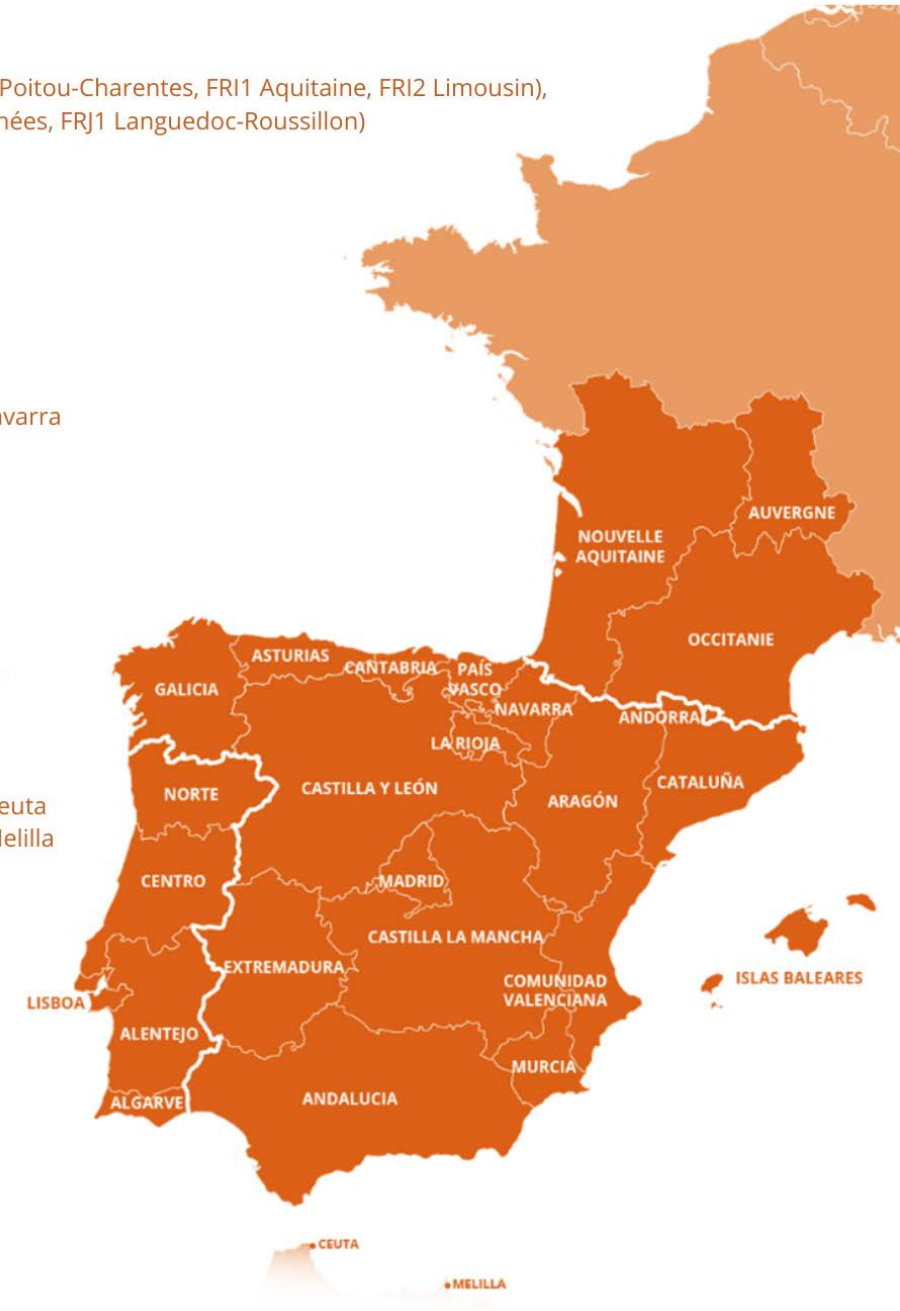 Poitou-Charentes, FRI1 Aquitaine, FRI2 Limousin),
nées, FRJ1 Languedoc-Roussillon)
avarra
AUVERGNE
NOUVELLE
AQUITAINE
OCCITANIE
ASTURIAS
CANTABRIA
PAÍS
VASCO
GALICIA
NAVARRA
ANDORRA
LA RIOJA
CATALUÑA
CASTILLA Y LEÓN
NORTE
ARAGÓN
euta
lelilla
CENTRO
MADRID
CASTILLA LA MANCHA
EXTREMADURA
ISLAS BALEARES
COMUNIDAD
VALENCIANA
LISBOA
ALENTEJO
MURCIA
ANDALUCIA
ALGARVE
CEUTA
MELILLA